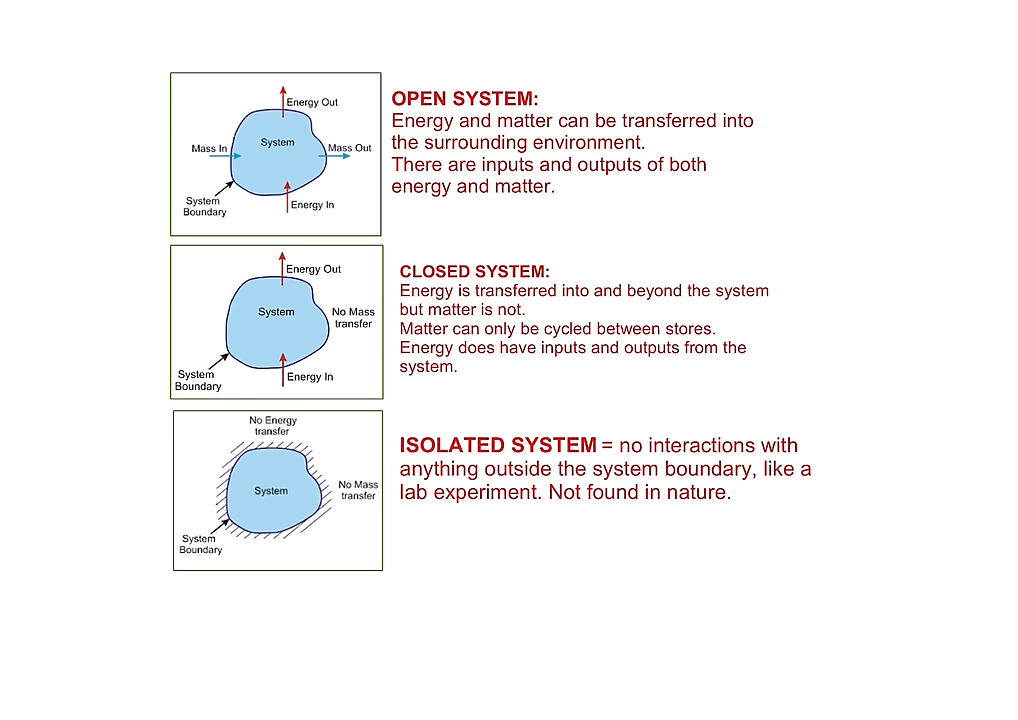 Energy Out
System
Mass In
Mass Out
System
Boundary
Energy In
OPEN SYSTEM:
Energy and matter can be transferred into
the surrounding environment.
There are inputs and outputs of both
energy and matter.
Energy Out
System
No Mass
transfer
System
Boundary
Energy In
CLOSED SYSTEM:
Energy is transferred into and beyond the system
but matter is not.
Matter can only be cycled between stores.
Energy does have inputs and outputs from the
system.
No Energy
transfer
System
No Mass
transfer
System
Boundary
ISOLATED SYSTEM = no interactions with
anything outside the system boundary, like a
lab experiment. Not found in nature.